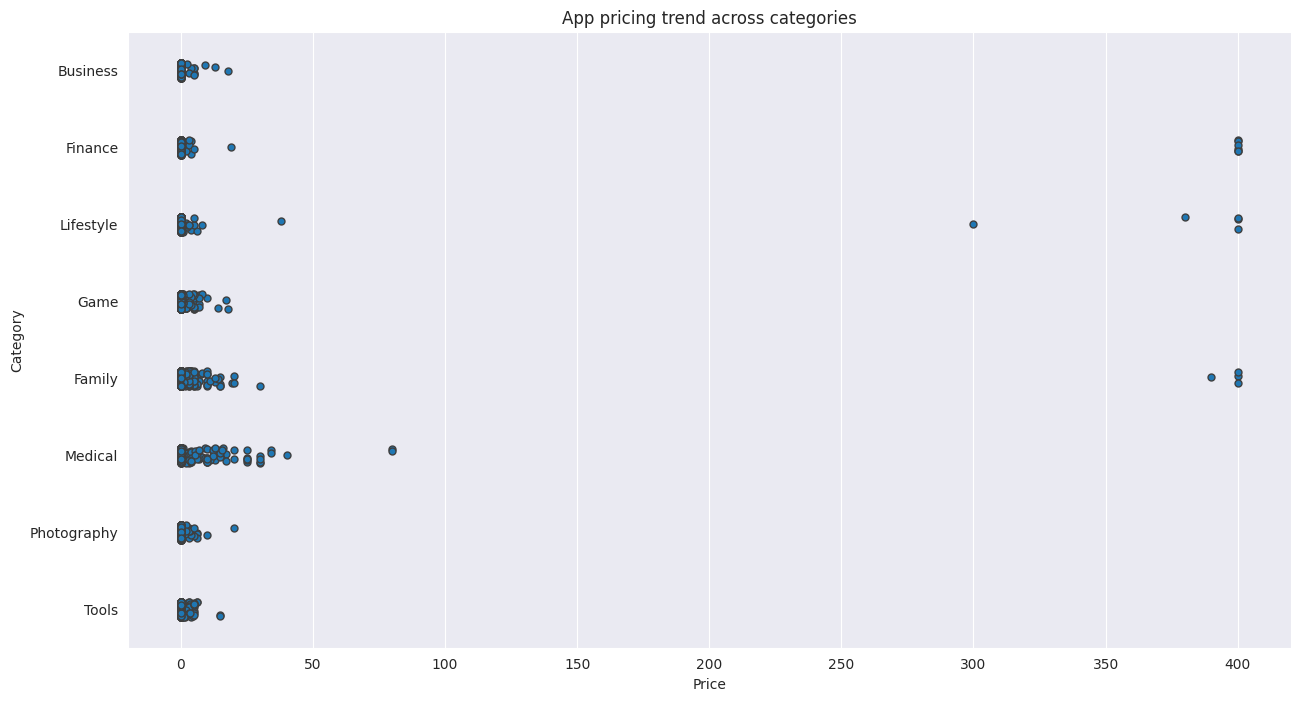 App pricing trend across categories
Business
Finance
Lifestyle
Game
Family
Medical
Photography
Tools
Category
0 50 100 150 200 250 300 350 400
Price